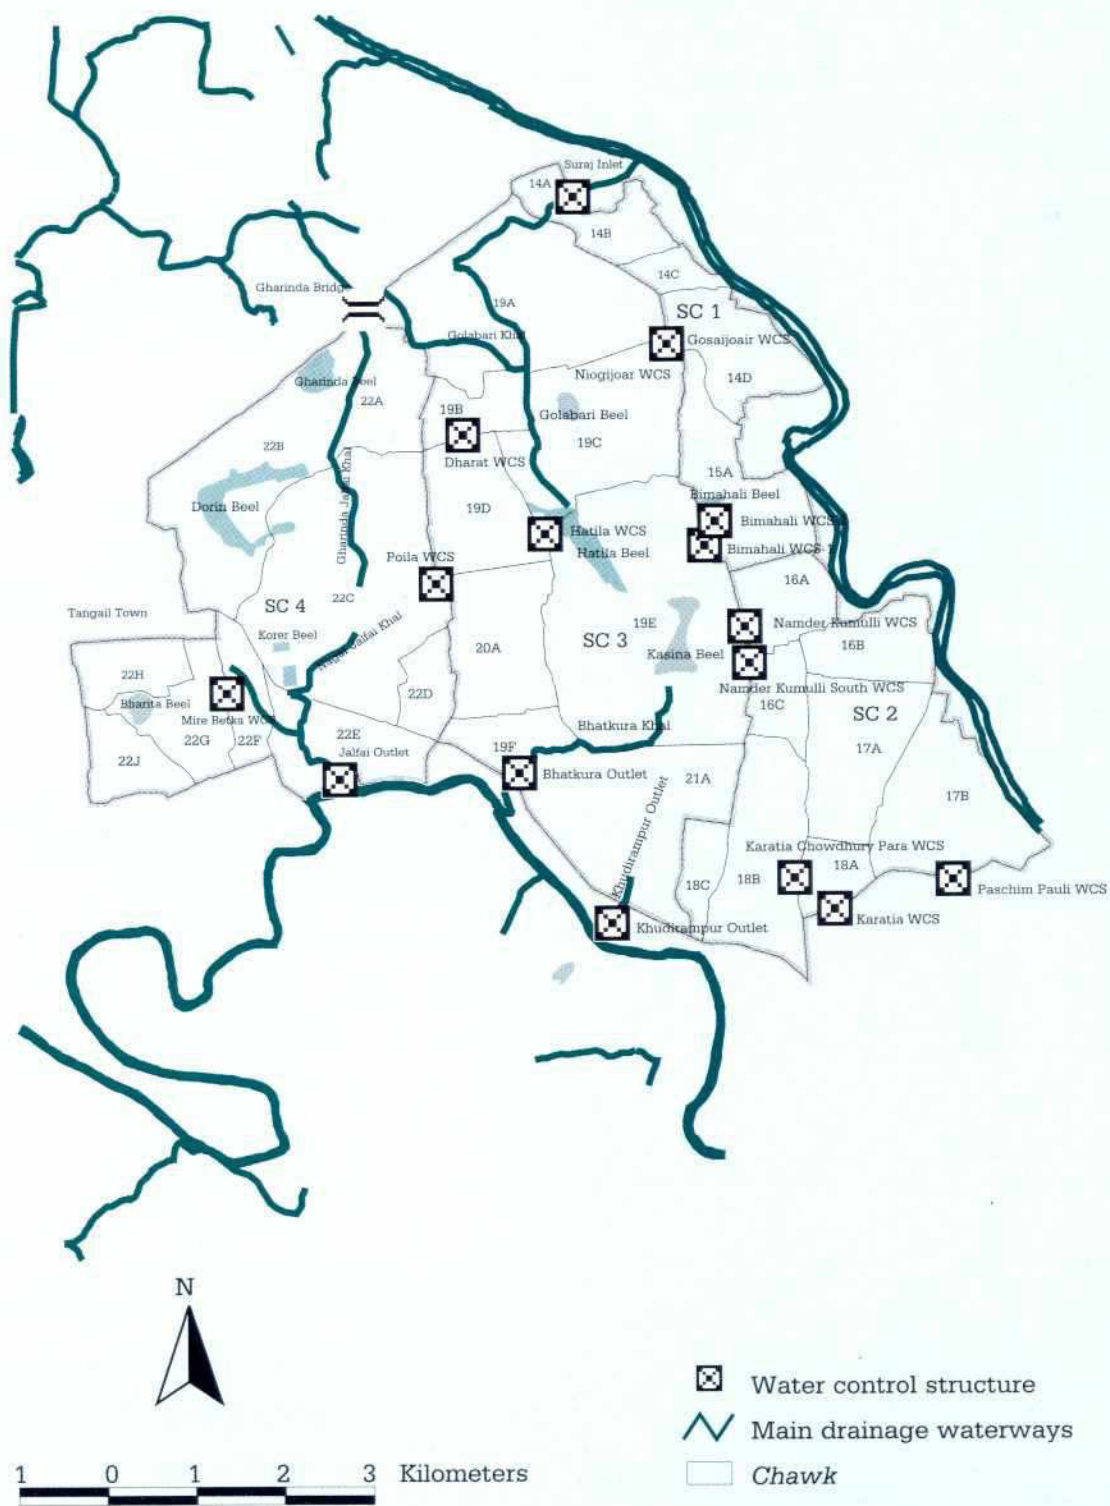 Suraj Inlet
14A
14B
14C
Gharinda Bridge
19A
SC 1
Golabari Khal
Gosaijoair WCS
Niogijoar WCS
Gharinda Beel
22A
14D
19B
Golabari Beel
22B
19C
Dharat WCS
15A
Gharinda Jalfai Khal
Bimahali Beel
Dorin Beel
19D
Bimahali WCS
Hatila WCS
Bimahali WCS-1
Hatila Beel
Poila WCS
16A
22C
SC 4
Tangail Town
19E
Namder Kumulli WCS
Korer Beel
SC 3
16B
20A
Kasina Beel
22H
22D
Namder Kumulli South WCS
Bharita Beel
16C
SC 2
Mire Betka WCS
Bhatkura Khal
22G
22F
22E
17A
19F
Jalfai Outlet
22J
Bhatkura Outlet
21A
17B
Khudirampur Outlet
Karatia Chowdhury Para WCS
18A
18C
18B
Paschim Pauli WCS
Karatia WCS
Khudirampur Outlet
N
Water control structure
Main drainage waterways
Chawk
1 0 1 2 3 Kilometers